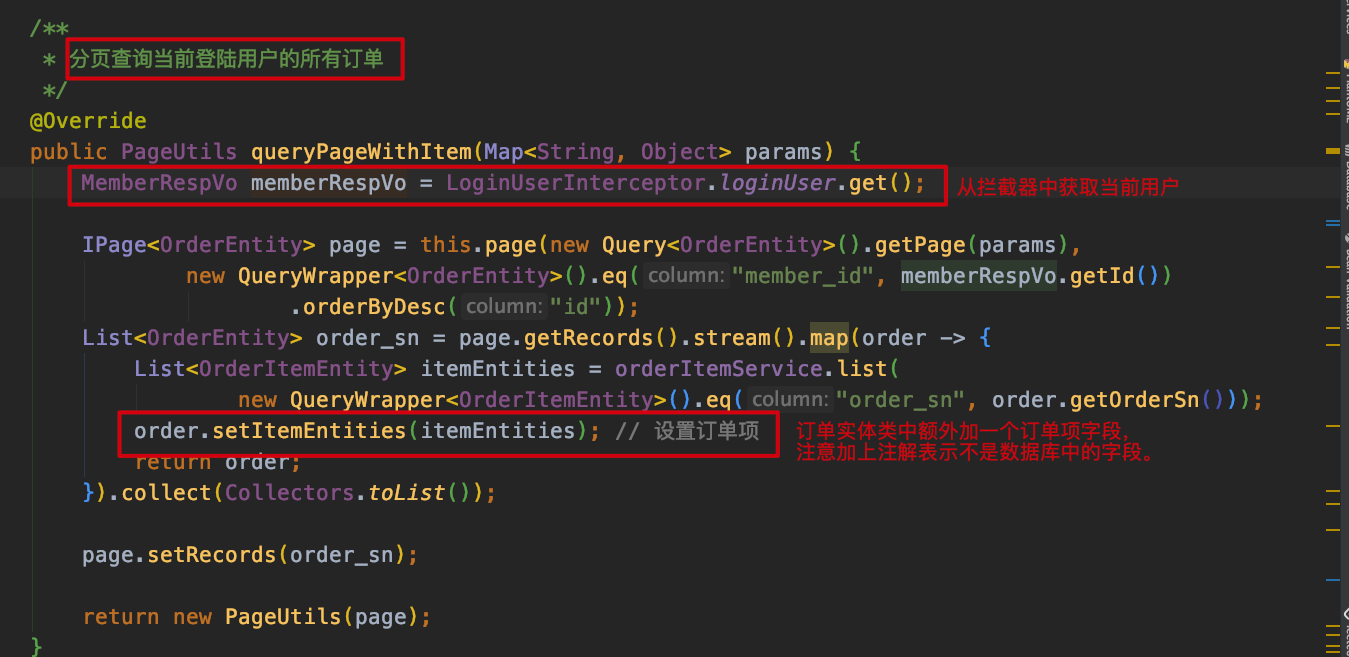 /**
 * 分页查询当前登陆用户的所有订单
 */
@Override
public PageUtils queryPageWithItem(Map<String, Object> params) {
MemberRespVo memberRespVo = LoginUserInterceptor.loginUser.get(); 从拦截器中获取当前用户
IPage<OrderEntity> page = this.page(new Query<OrderEntity>().getPage(params),
new QueryWrapper<OrderEntity>().eq( column: "member_id", memberRespVo.getId())
.orderByDesc( column: "id"));
List<OrderEntity> order_sn = page.getRecords().stream().map(order -> {
List<OrderItemEntity> itemEntities = orderItemService.list(
new QueryWrapper<OrderItemEntity>().eq( column: "order_sn", order.getOrderSn()));
order.setItemEntities(itemEntities); // 设置订单项 订单实体类中额外加一个订单项字段,
注意加上注解表示不是数据库中的字段。
return order;
}).collect(Collectors.toList());
page.setRecords(order_sn);
return new PageUtils(page);
}